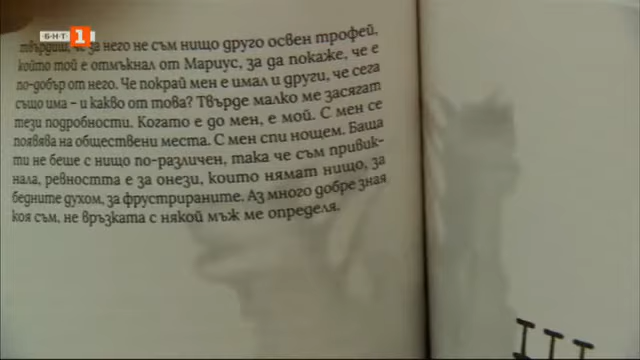 б·н·т 1
твърдиш, че за него не съм нищо друго освен трофей,
който той е отмъкнал от Мариус, за да покаже, че е
по-добър от него. Че покрай мен е имал и други, че сега
също има – и какво от това? Твърде малко ме засягат
тези подробности. Когато е до мен, е мой. С мен се
появява на обществени места. С мен спи нощем. Баща
ти не беше с нищо по-различен, така че съм привик-
нала, ревността е за онези, които нямат нищо, за
бедните духом, за фрустрираните. Аз много добре зная
коя съм, не връзката с някой мъж ме определя.
III